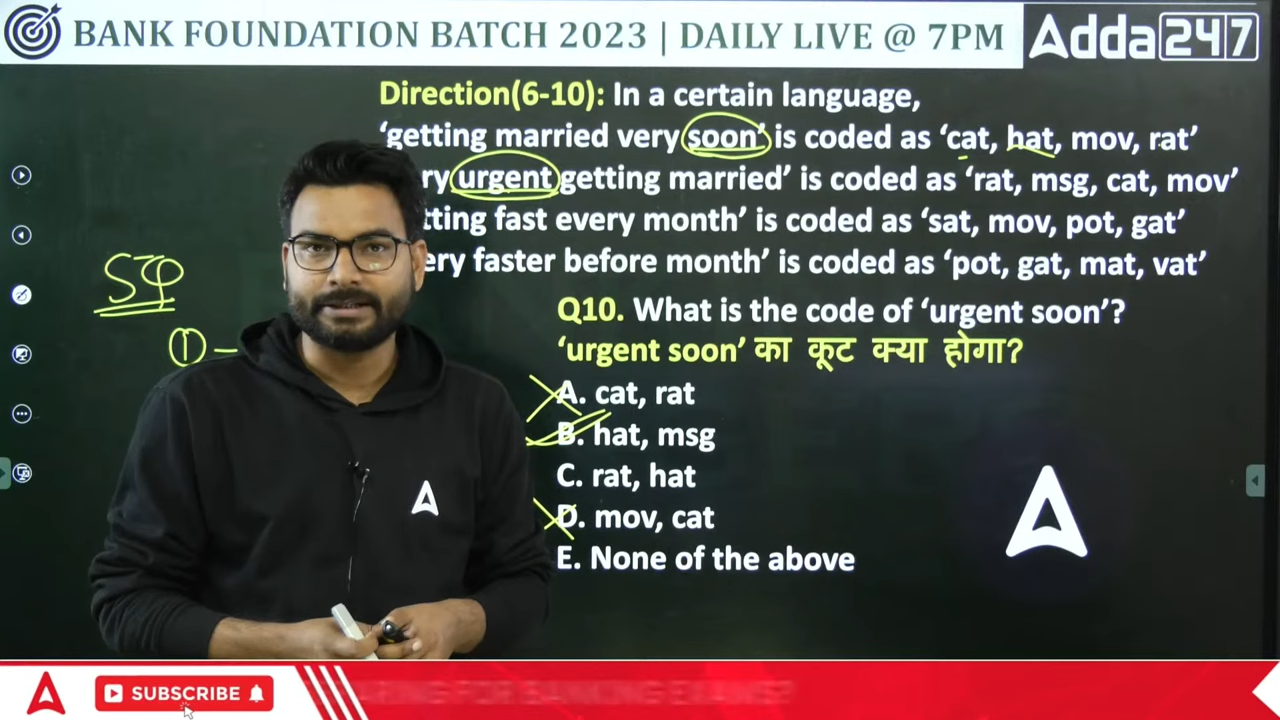 BANK FOUNDATION BATCH 2023 | DAILY LIVE @ 7PM
Adda247
Direction(6-10): In a certain language,
‘getting married very soon’ is coded as ‘cat, hat, mov, rat’
urgent getting married’ is coded as ‘rat, msg, cat, mov’
fast every month’ is coded as ‘sat, mov, pot, gat’
faster before month’ is coded as ‘pot, gat, mat, vat’
Q10. What is the code of ‘urgent soon’?
‘urgent soon’ का कूट क्या होगा?
A. cat, rat
B. hat, msg
C. rat, hat
D. mov, cat
E. None of the above
①–
SUBSCRIBE